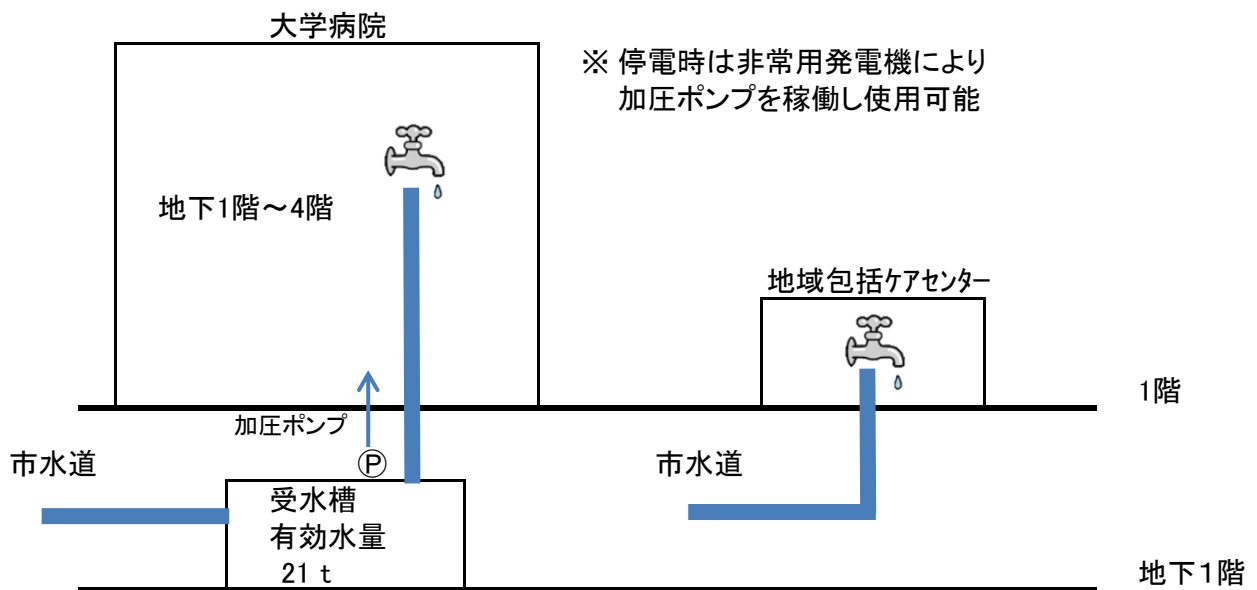 大学病院
※ 停電時は非常用発電機により
加圧ポンプを稼働し使用可能
地下1階～4階
地域包括ｹｱｾﾝﾀｰ
1階
加圧ポンプ
市水道
Ⓟ
市水道
受水槽
有効水量
21 t
地下１階